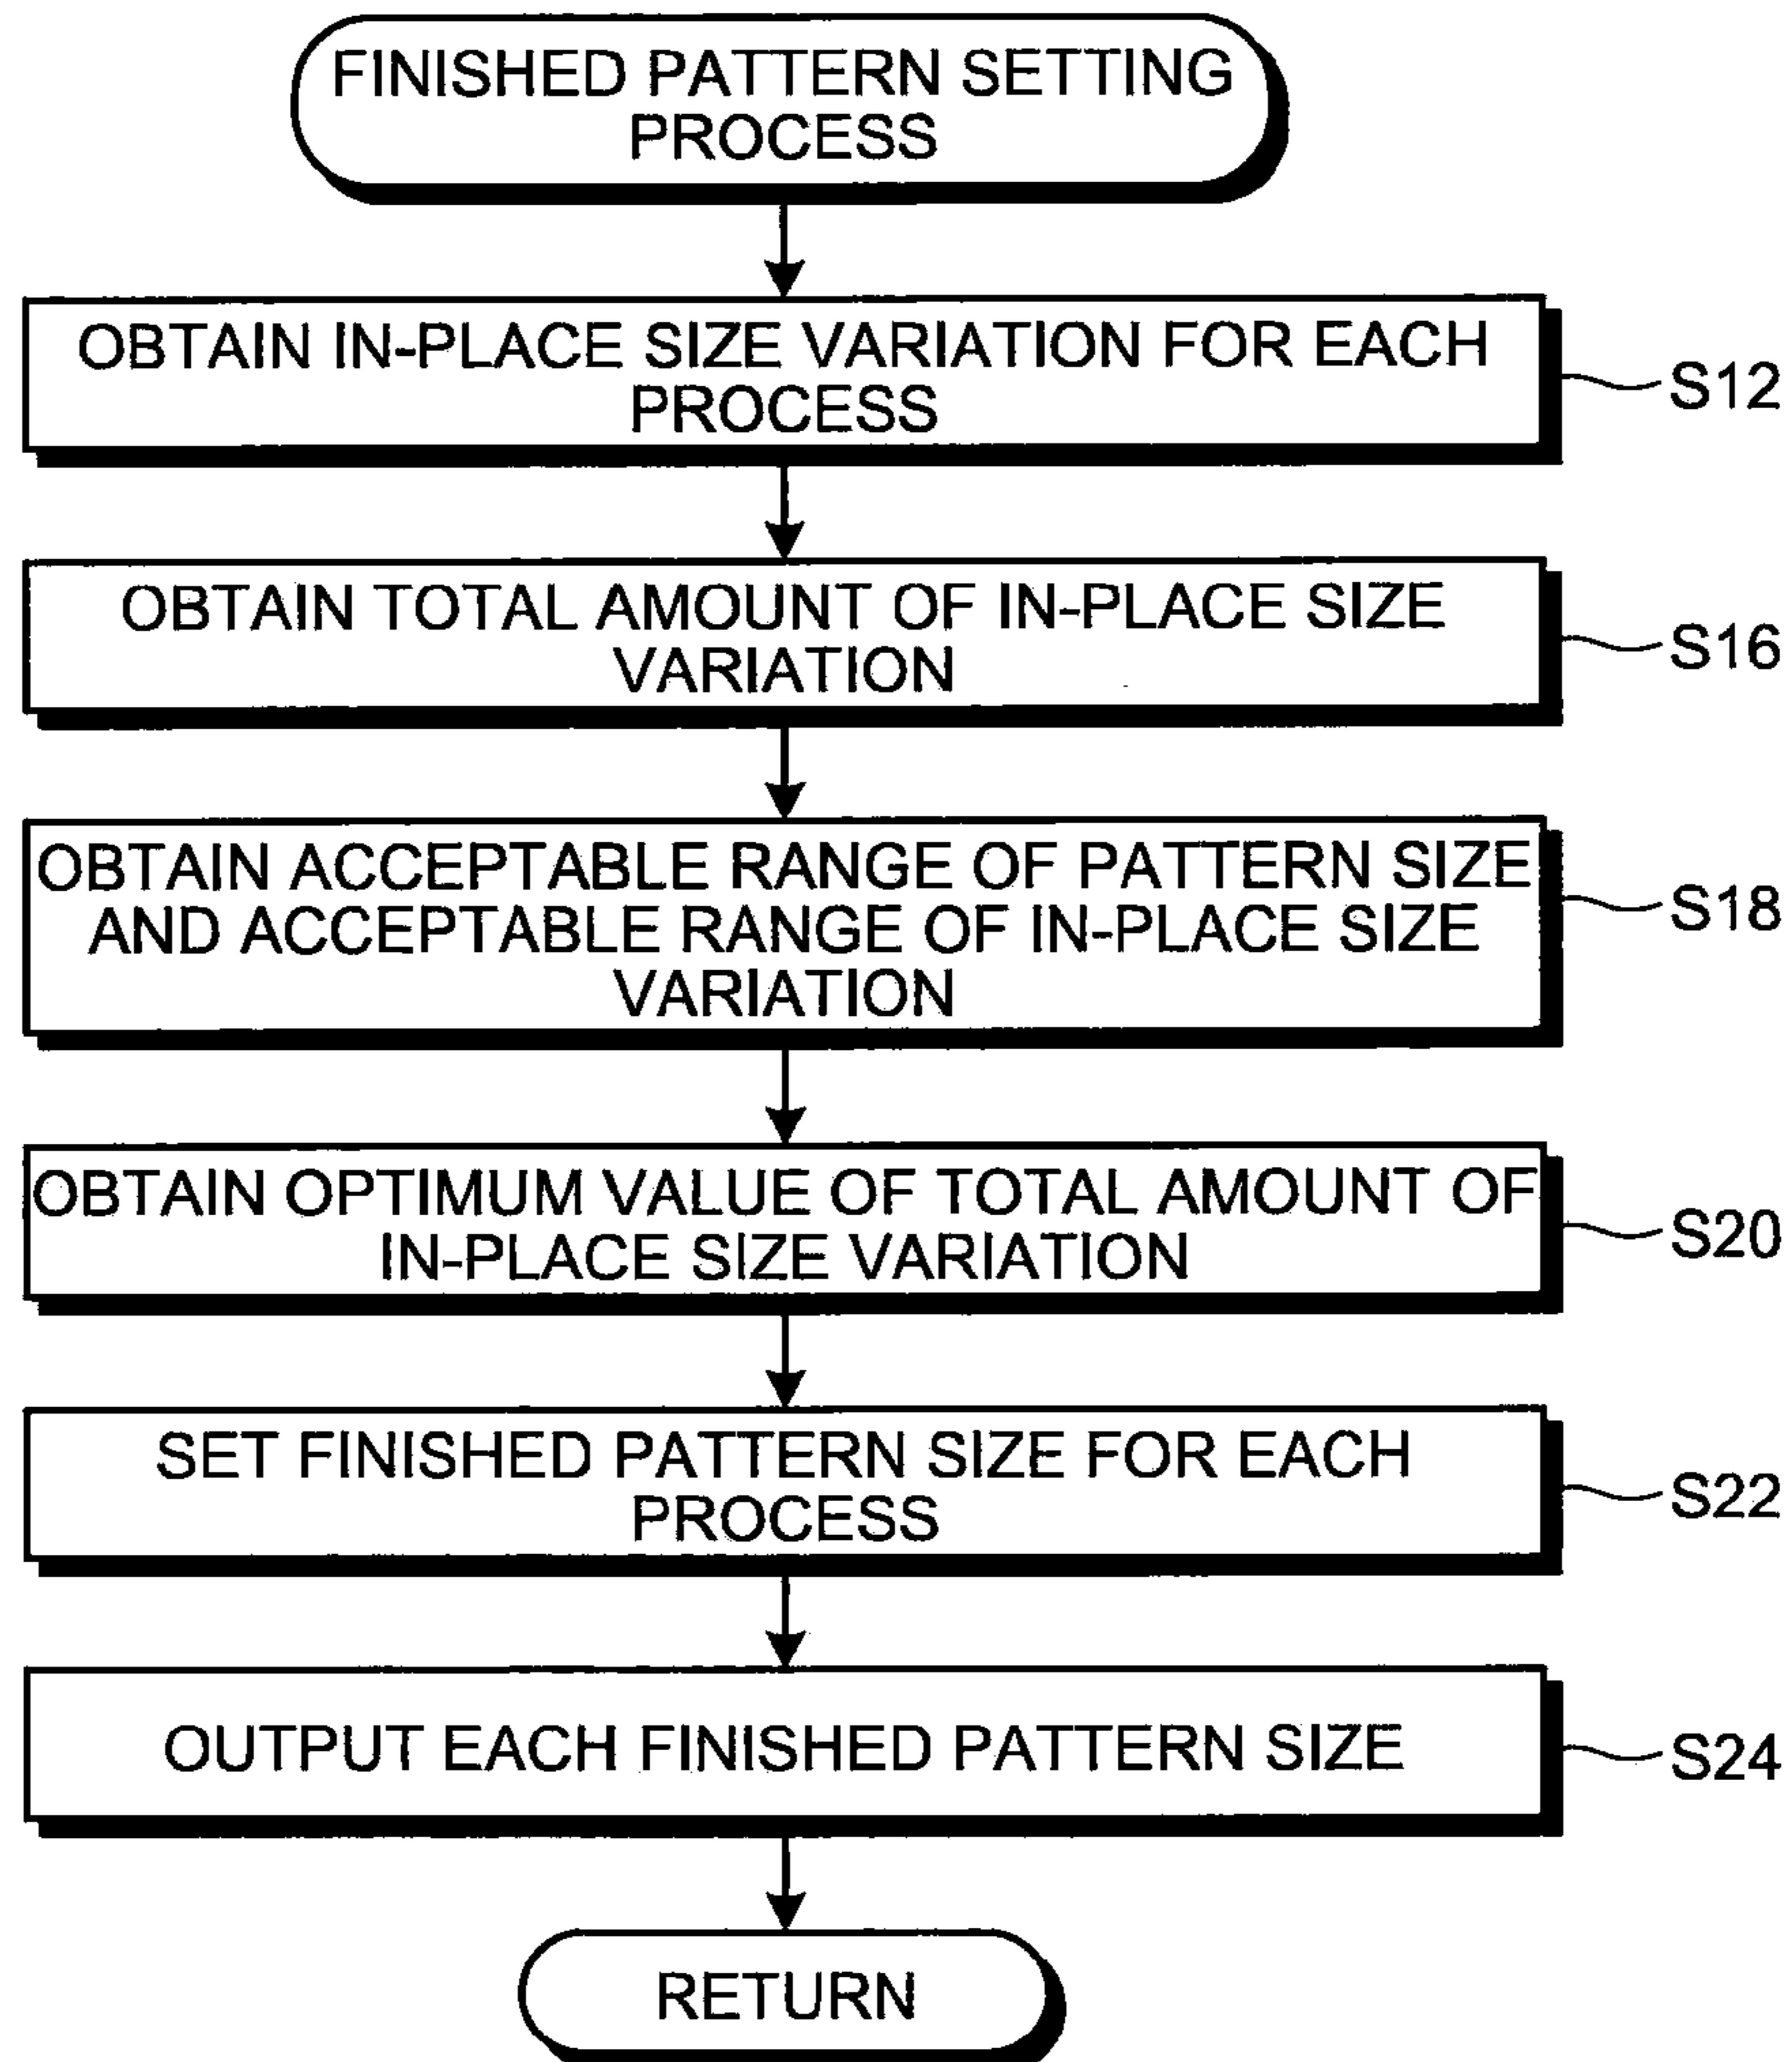 FINISHED PATTERN SETTING
PROCESS
OBTAIN IN-PLACE SIZE VARIATION FOR EACH
PROCESS
S12
OBTAIN TOTAL AMOUNT OF IN-PLACE SIZE
VARIATION
S16
OBTAIN ACCEPTABLE RANGE OF PATTERN SIZE
AND ACCEPTABLE RANGE OF IN-PLACE SIZE
VARIATION
S18
OBTAIN OPTIMUM VALUE OF TOTAL AMOUNT OF
IN-PLACE SIZE VARIATION
S20
SET FINISHED PATTERN SIZE FOR EACH
PROCESS
S22
OUTPUT EACH FINISHED PATTERN SIZE
S24
RETURN